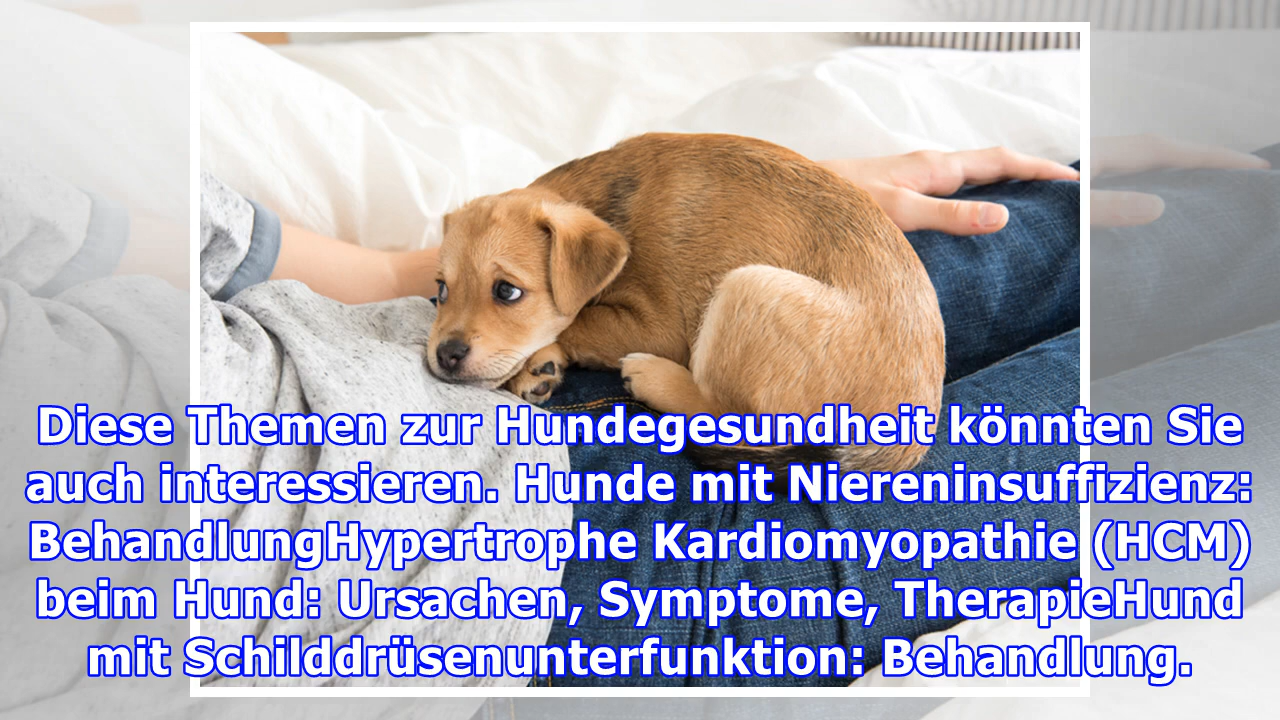 Diese Themen zur Hundegesundheit könnten Sie
auch interessieren. Hunde mit Niereninsuffizienz:
BehandlungHypertrophe Kardiomyopathie (HCM)
beim Hund: Ursachen, Symptome, TherapieHund
mit Schilddrüsenunterfunktion: Behandlung.